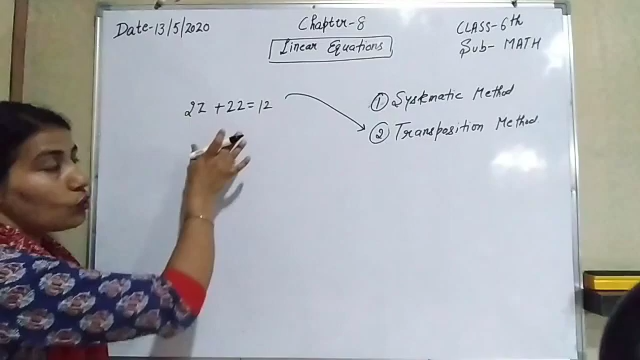 Date-13/5/2020
Chapter-8
CLASS-6th
Linear Equations
Sub- MATH
2z + 22 = 12
① Systematic Method
② Transposition Method